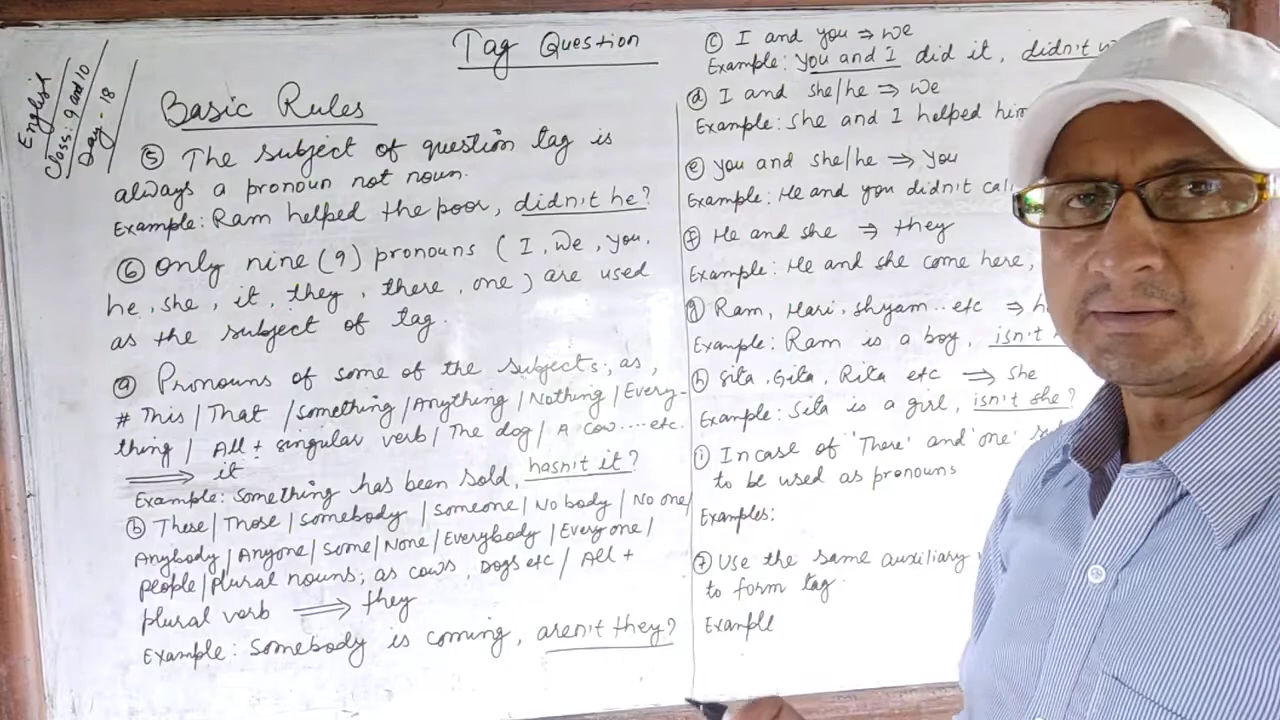 English
Class: 9 and 10
Day - 18
Tag Question
Basic Rules
⑤ The subject of question tag is
always a pronoun not noun.
Example: Ram helped the poor, didn't he?
⑥ Only nine (9) pronouns (I, we, you,
he, she, it, they, there, one) are used
as the subject of tag.
ⓐ Pronouns of some of the subjects; as,
# This / That / something / Anything / Nothing / Every-
thing / All + singular verb / The dog / A cow....etc.
⟹ it
Example: Something has been sold, hasn't it?
ⓑ These / Those / somebody / someone / No body / No one /
Anybody / Anyone / some / None / Everybody / Every one /
people / plural nouns; as cows, Dogs etc / All +
plural verb ⟹ they
Example: Somebody is coming, aren't they?
ⓒ I and you ⇒ we
Example: You and I did it, didn't
ⓓ I and she/he ⇒ we
Example: She and I helped him
ⓔ you and she/he ⇒ you
Example: He and you didn't
ⓕ He and she ⇒ they
Example: He and she come here,
ⓖ Ram, Hari, Shyam.. etc ⇒
Example: Ram is a boy, isn't
ⓗ Sita, Gita, Rita etc ⇒ she
Example: Sita is a girl, isn't she?
ⓘ In case of 'There' and 'one'
to be used as pronouns
Examples:
⑦ Use the same auxiliary
to form tag.
Example